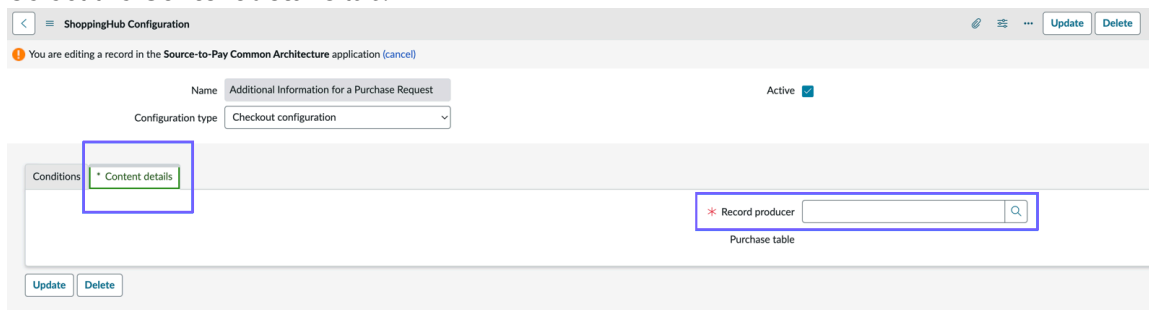 ShoppingHub Configuration
Update Delete
You are editing a record in the Source-to-Pay Common Architecture application (cancel)
Name Additional Information for a Purchase Request
Active
Configuration type Checkout configuration
Conditions * Content details
* Record producer
Purchase table
Update Delete